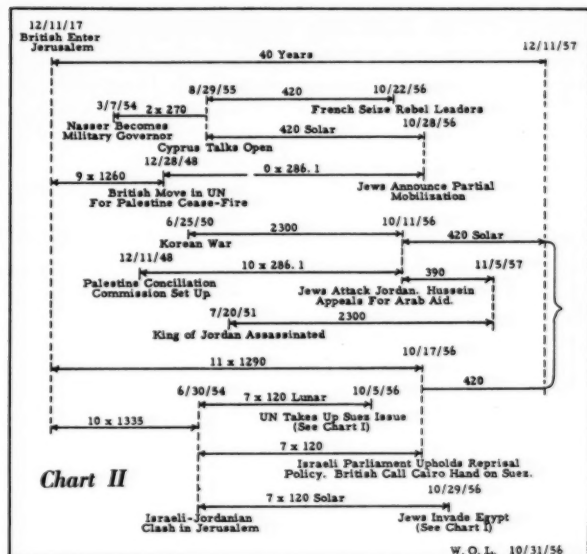 12/11/17
British Enter
Jerusalem
12/11/57
40 Years
8/29/55 420 10/22/56
3/7/54 2 x 270 French Seize Rebel Leaders
Nasser Becomes
Military Governor
420 Solar 10/28/56
Cyprus Talks Open
12/28/48
9 x 1260 0 x 286.1
British Move in UN
For Palestine Cease-Fire
Jews Announce Partial
Mobilisation
6/25/50 2300 10/11/56
Korean War
420 Solar
12/11/48 10 x 286.1 390 11/5/57
Palestine Conciliation
Commission Set Up
Jews Attack Jordan. Hussein
Appeals For Arab Aid.
7/20/51 2300
King of Jordan Assassinated
11 x 1290 10/17/56
420
6/30/54 7 x 120 Lunar 10/5/56
10 x 1335
UN Takes Up Suez Issue
(See Chart I)
7 x 120
Israeli Parliament Upholds Reprisal
Policy. British Call Cairo Hand on Suez.
Chart II
7 x 120 Solar 10/29/56
Israeli-Jordanian
Clash in Jerusalem
Jews Invade Egypt
(See Chart I)
W. O. L. 10/31/56